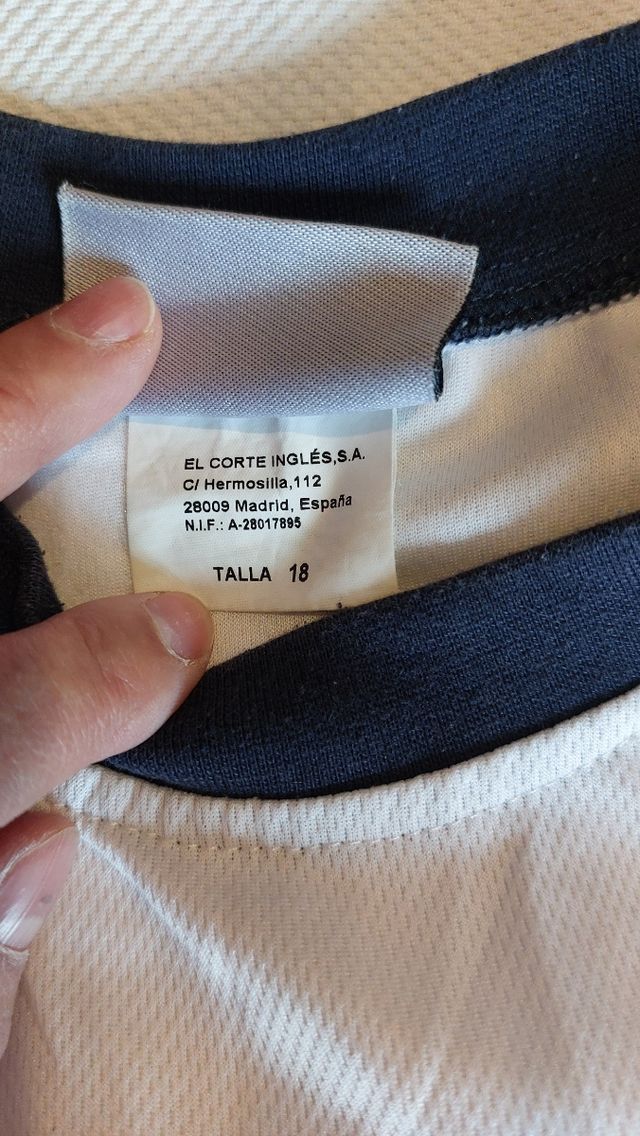 EL CORTE INGLÉS,S.A.
C/ Hermosilla,112
28009 Madrid, España
N.I.F.: A-28017895
TALLA 18